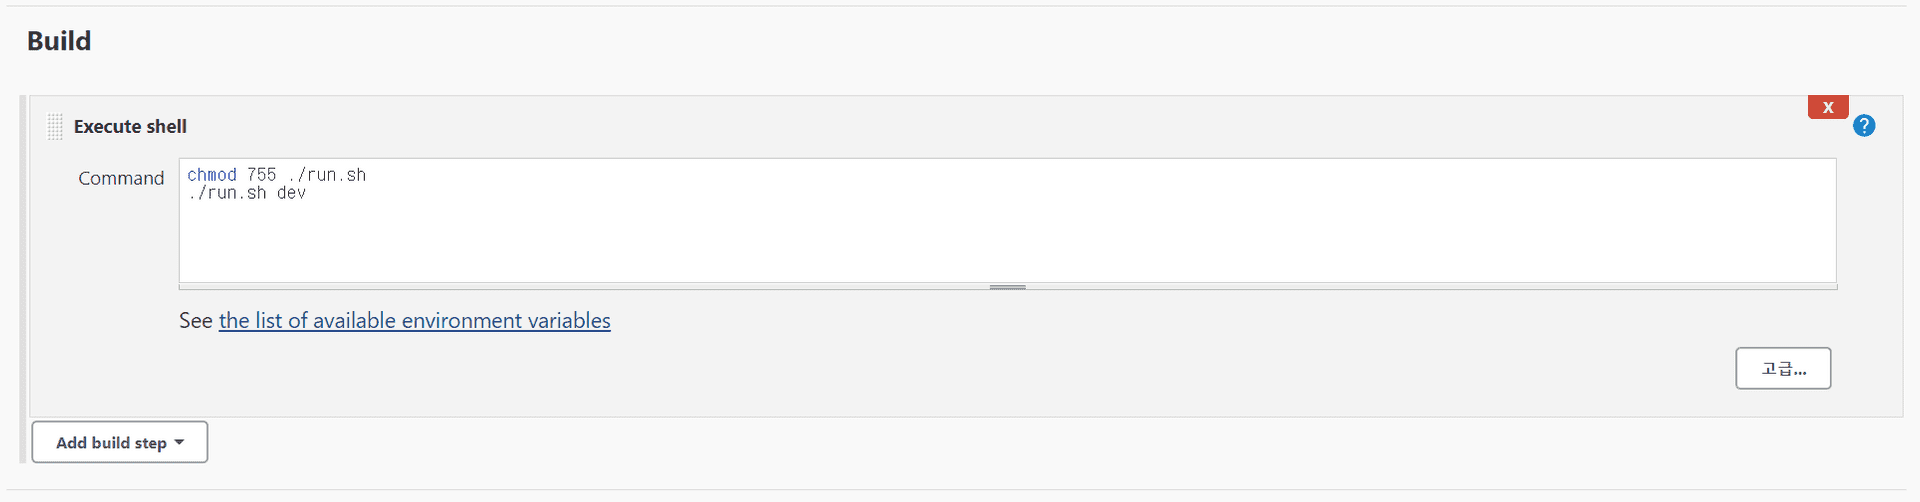 Build
Execute shell
X
?
Command
chmod 755 ./run.sh
./run.sh dev
See the list of available environment variables
고급...
Add build step